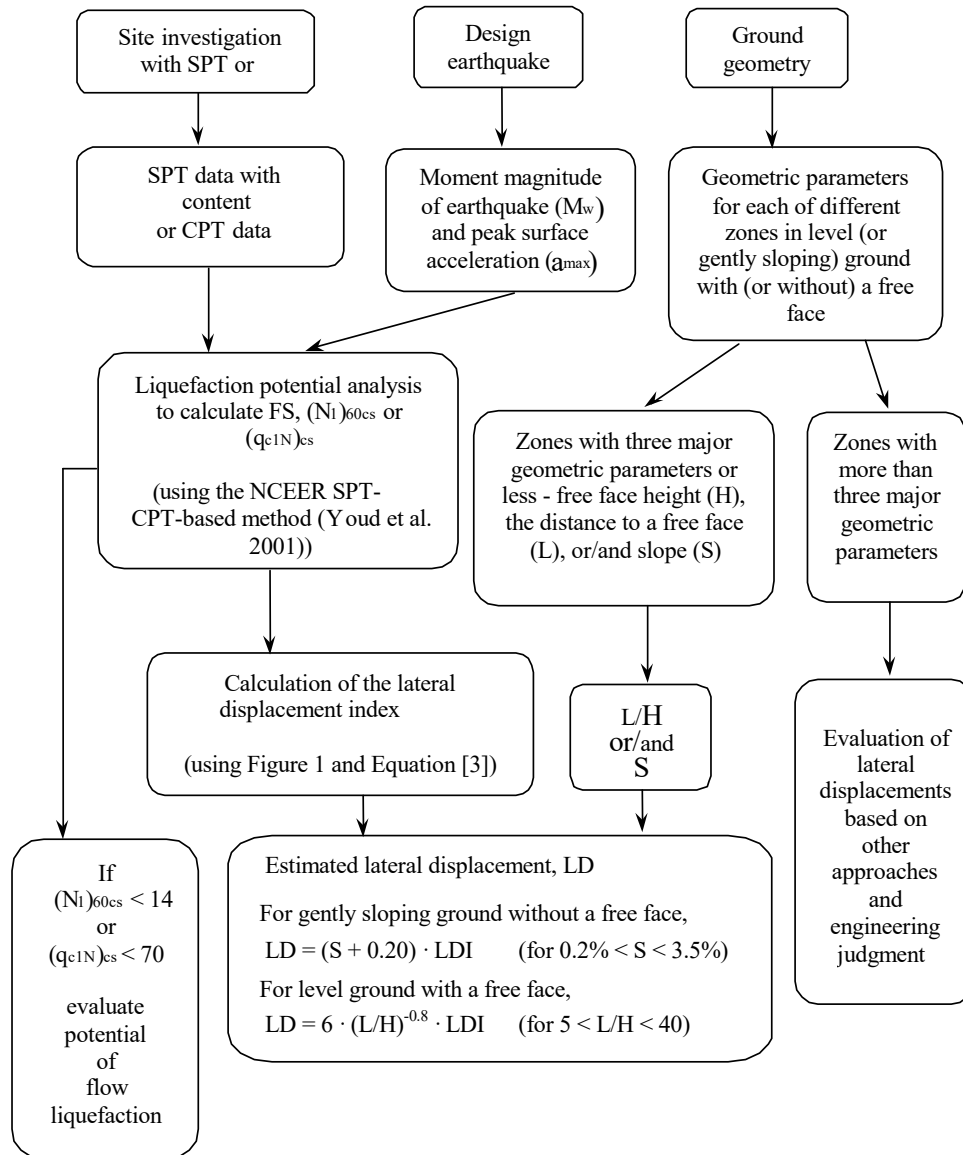 Site investigation
with SPT or
Design
earthquake
Ground
geometry
SPT data with
content
or CPT data
Moment magnitude
of earthquake (Mw)
and peak surface
acceleration (amax)
Geometric parameters
for each of different
zones in level (or
gently sloping) ground
with (or without) a free
face
Liquefaction potential analysis
to calculate FS, (N1)60cs or
(qc1N)cs
(using the NCEER SPT-
CPT-based method (Youd et al.
2001))
Zones with three major
geometric parameters or
less - free face height (H),
the distance to a free face
(L), or/and slope (S)
Zones with
more than
three major
geometric
parameters
Calculation of the lateral
displacement index
(using Figure 1 and Equation [3])
L/H
or/and
S
Evaluation of
lateral
displacements
based on
other
approaches
and
engineering
judgment
If
(N1)60cs < 14
or
(qc1N)cs < 70
evaluate
potential
of
flow
liquefaction
Estimated lateral displacement, LD
For gently sloping ground without a free face,
LD = (S + 0.20) · LDI (for 0.2% < S < 3.5%)
For level ground with a free face,
LD = 6 · (L/H)^-0.8 · LDI (for 5 < L/H < 40)